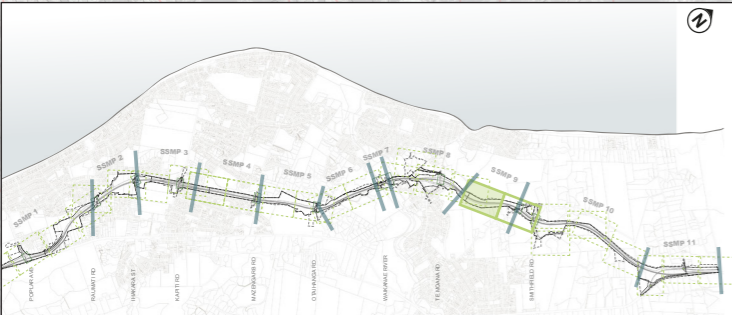 N
SSMP 1
SSMP 2
SSMP 3
SSMP 4
SSMP 5
SSMP 6
SSMP 7
SSMP 8
SSMP 9
SSMP 10
SSMP 11
POPLAR AVE
RAUMATI RD
IHAKARA ST
KAPITI RD
MAZENGARB RD
OTAIHANGA RD
WAIKANAE RIVER
TE MOANA RD
SMITHFIELD RD